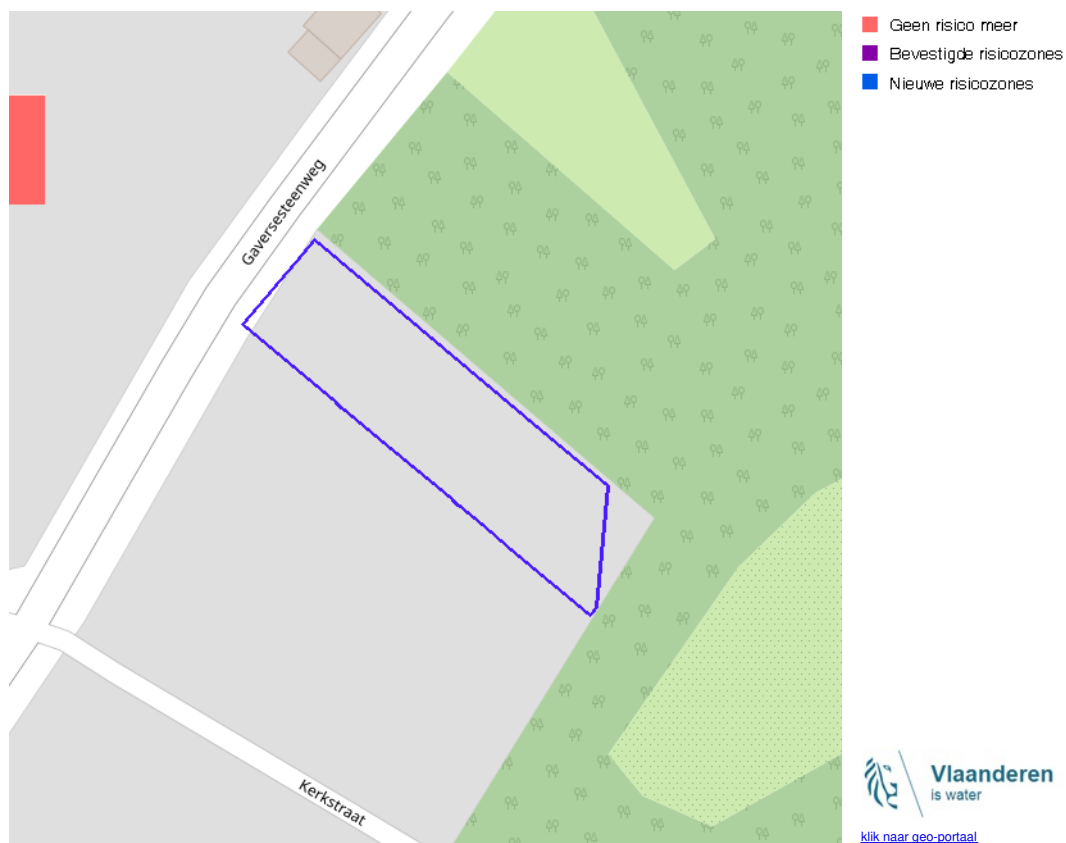 Geen risico meer
Bevestigde risicozones
Nieuwe risicozones
Gaversesteenweg
Kerkstraat
Vlaanderen
is water
klik naar geo-portaal